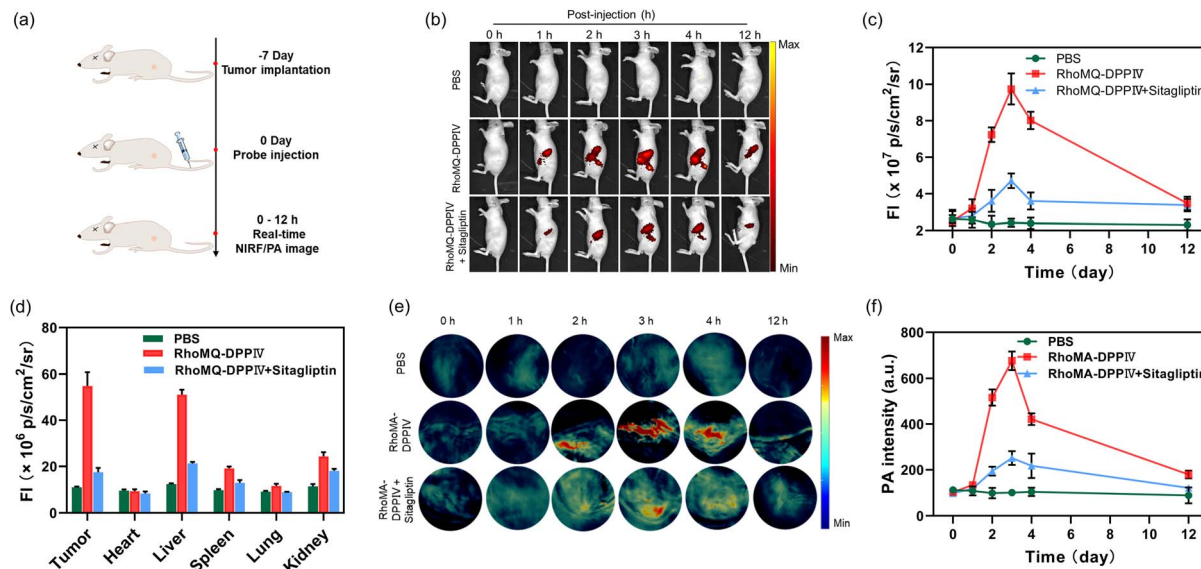 (a)
-7 Day
Tumor implantation
0 Day
Probe injection
0 - 12 h
Real-time
NIRF/PA image
(b)
Post-injection (h)
0 h 1 h 2 h 3 h 4 h 12 h
PBS
RhoMQ-DPPⅣ
RhoMQ-DPPⅣ
+ Sitagliptin
Max
Min
(c)
FI (× 10⁷ p/s/cm²/sr)
12
10
8
6
4
2
PBS
RhoMQ-DPPⅣ
RhoMQ-DPPⅣ+Sitagliptin
0 2 4 6 8 10 12
Time (day)
(d)
FI (× 10⁶ p/s/cm²/sr)
80
60
40
20
0
PBS
RhoMQ-DPPⅣ
RhoMQ-DPPⅣ+Sitagliptin
Tumor Heart Liver Spleen Lung Kidney
(e)
0 h 1 h 2 h 3 h 4 h 12 h
PBS
RhoMA-
DPPⅣ
RhoMA-
DPPⅣ +
Sitagliptin
Max
Min
(f)
PA intensity (a.u.)
800
600
400
200
0
PBS
RhoMA-DPPⅣ
RhoMA-DPPⅣ+Sitagliptin
0 2 4 6 8 10 12
Time (day)